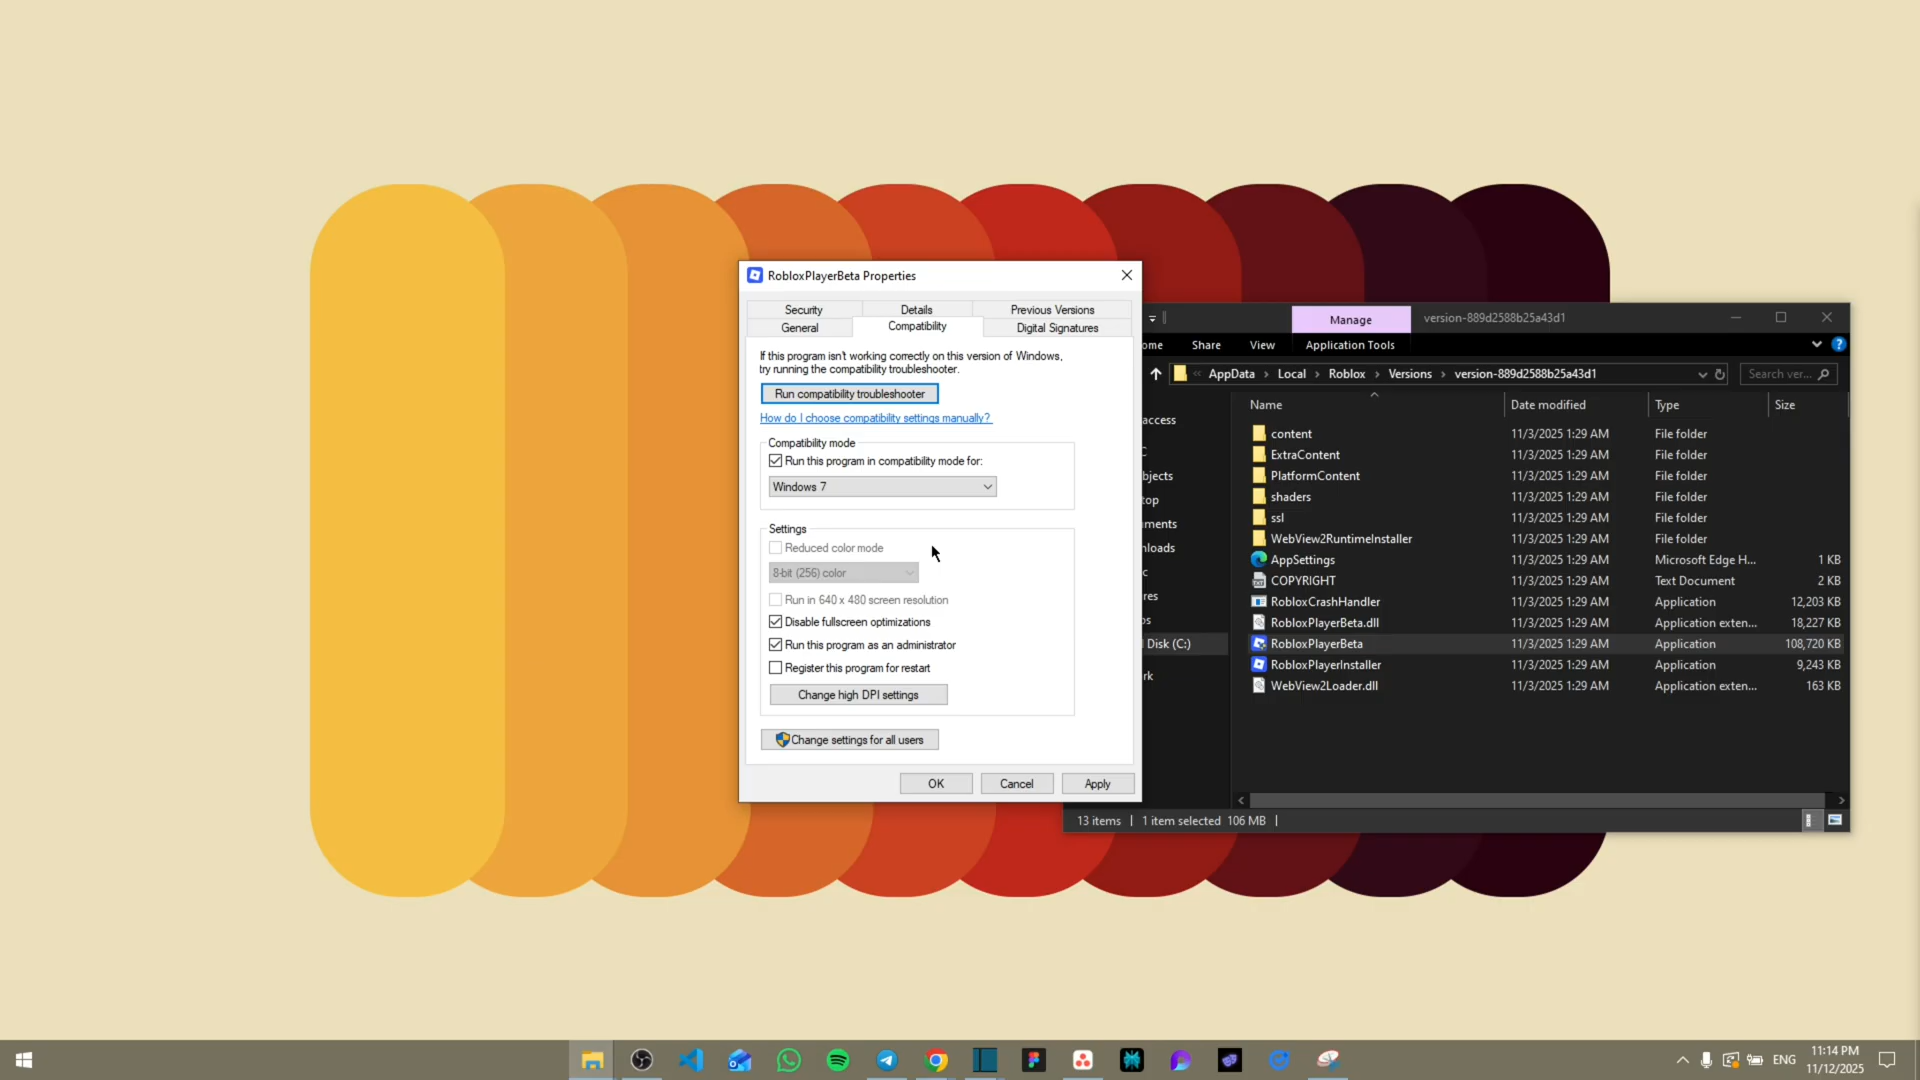 RobloxPlayerBeta Properties
Security
Details
Previous Versions
General
Compatibility
Digital Signatures
If this program isn't working correctly on this version of Windows,
try running the compatibility troubleshooter.
Run compatibility troubleshooter
How do I choose compatibility settings manually?
Compatibility mode
Run this program in compatibility mode for:
Windows 7
Settings
Reduced color mode
8-bit (256) color
Run in 640 x 480 screen resolution
Disable fullscreen optimizations
Run this program as an administrator
Register this program for restart
Change high DPI settings
Change settings for all users
OK
Cancel
Apply
Manage
version-889d2588b25a43d1
ome
Share
View
Application Tools
« AppData > Local > Roblox > Versions > version-889d2588b25a43d1
Search ver...
access
bjects
top
uments
nloads
c
res
os
l Disk (C:)
rk
Name
Date modified
Type
Size
content 11/3/2025 1:29 AM File folder
ExtraContent 11/3/2025 1:29 AM File folder
PlatformContent 11/3/2025 1:29 AM File folder
shaders 11/3/2025 1:29 AM File folder
ssl 11/3/2025 1:29 AM File folder
WebView2RuntimeInstaller 11/3/2025 1:29 AM File folder
AppSettings 11/3/2025 1:29 AM Microsoft Edge H... 1 KB
COPYRIGHT 11/3/2025 1:29 AM Text Document 2 KB
RobloxCrashHandler 11/3/2025 1:29 AM Application 12,203 KB
RobloxPlayerBeta.dll 11/3/2025 1:29 AM Application exten... 18,227 KB
RobloxPlayerBeta 11/3/2025 1:29 AM Application 108,720 KB
RobloxPlayerInstaller 11/3/2025 1:29 AM Application 9,243 KB
WebView2Loader.dll 11/3/2025 1:29 AM Application exten... 163 KB
13 items | 1 item selected 106 MB |
ENG
11:14 PM
11/12/2025